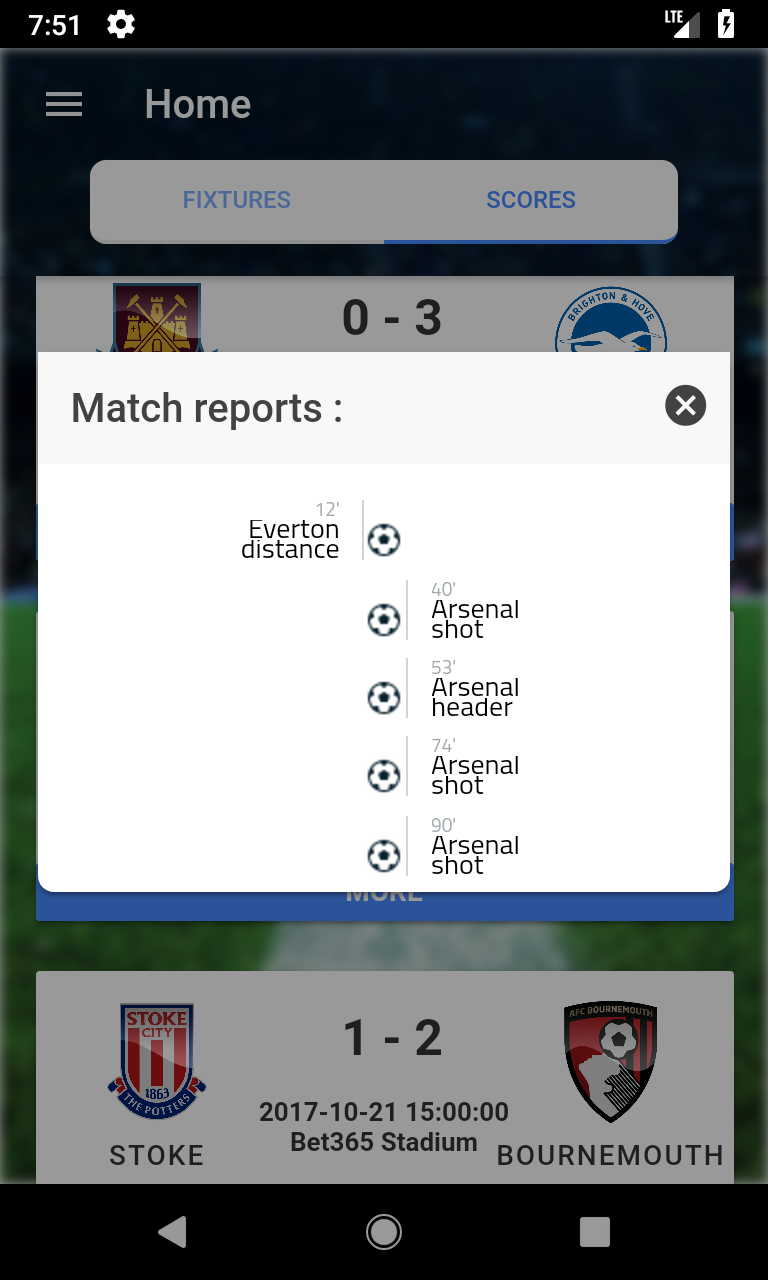 7:51
LTE
Home
FIXTURES
SCORES
0 - 3
BRIGHTON & HOVE
Match reports :
12'
Everton
distance
40'
Arsenal
shot
53'
Arsenal
header
74'
Arsenal
shot
90'
Arsenal
shot
MORE
STOKE
CITY
1863
THE POTTERS
1 - 2
AFC BOURNEMOUTH
2017-10-21 15:00:00
Bet365 Stadium
STOKE
BOURNEMOUTH